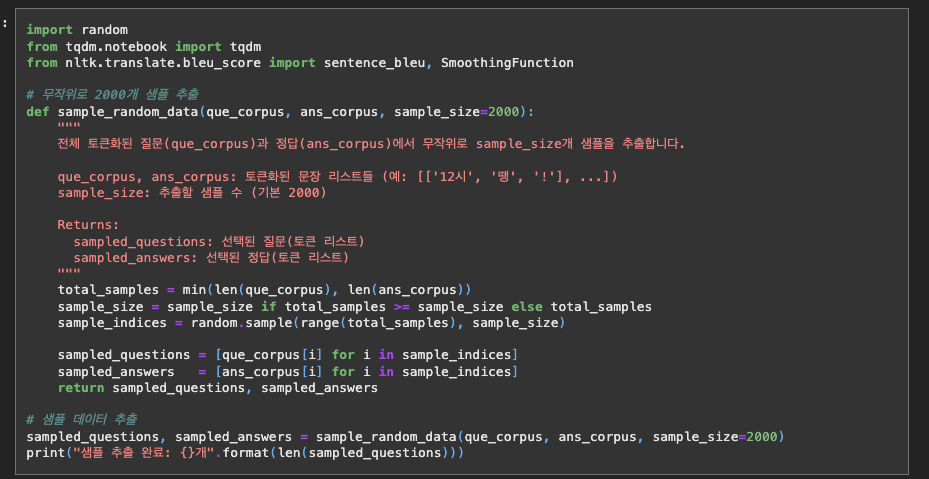 :
import random
from tqdm.notebook import tqdm
from nltk.translate.bleu_score import sentence_bleu, SmoothingFunction
# 무작위로 2000개 샘플 추출
def sample_random_data(que_corpus, ans_corpus, sample_size=2000):
    """
    전체 토큰화된 질문(que_corpus)과 정답(ans_corpus)에서 무작위로 sample_size개 샘플을 추출합니다.
    que_corpus, ans_corpus: 토큰화된 문장 리스트들 (예: [['12시', '땡', '!'], ...])
    sample_size: 추출할 샘플 수 (기본 2000)
    Returns:
      sampled_questions: 선택된 질문(토큰 리스트)
      sampled_answers: 선택된 정답(토큰 리스트)
    """
    total_samples = min(len(que_corpus), len(ans_corpus))
    sample_size = sample_size if total_samples >= sample_size else total_samples
    sample_indices = random.sample(range(total_samples), sample_size)
    sampled_questions = [que_corpus[i] for i in sample_indices]
    sampled_answers   = [ans_corpus[i] for i in sample_indices]
    return sampled_questions, sampled_answers
# 샘플 데이터 추출
sampled_questions, sampled_answers = sample_random_data(que_corpus, ans_corpus, sample_size=2000)
print("샘플 추출 완료: {}개".format(len(sampled_questions)))